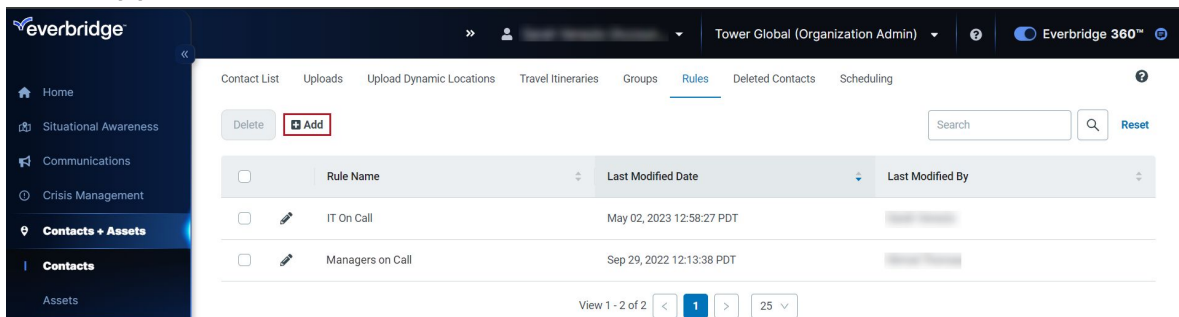 everbridge™
» Tower Global (Organization Admin) Everbridge 360™
«
Contact List Uploads Upload Dynamic Locations Travel Itineraries Groups Rules Deleted Contacts Scheduling
Home
Situational Awareness
Communications
Crisis Management
Contacts + Assets
Contacts
Assets
Delete Add Search Reset
Rule Name Last Modified Date Last Modified By
IT On Call May 02, 2023 12:58:27 PDT
Managers on Call Sep 29, 2022 12:13:38 PDT
View 1 - 2 of 2 < 1 > 25